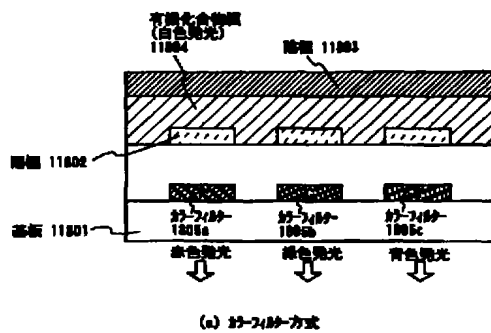 有機化合物膜
(白色発光)
11804
陰極 11803
陽極 11802
基板 11801
カラーフィルター
1805a
カラーフィルター
1805b
カラーフィルター
1805c
赤色発光
緑色発光
青色発光
(a) カラーフィルター方式